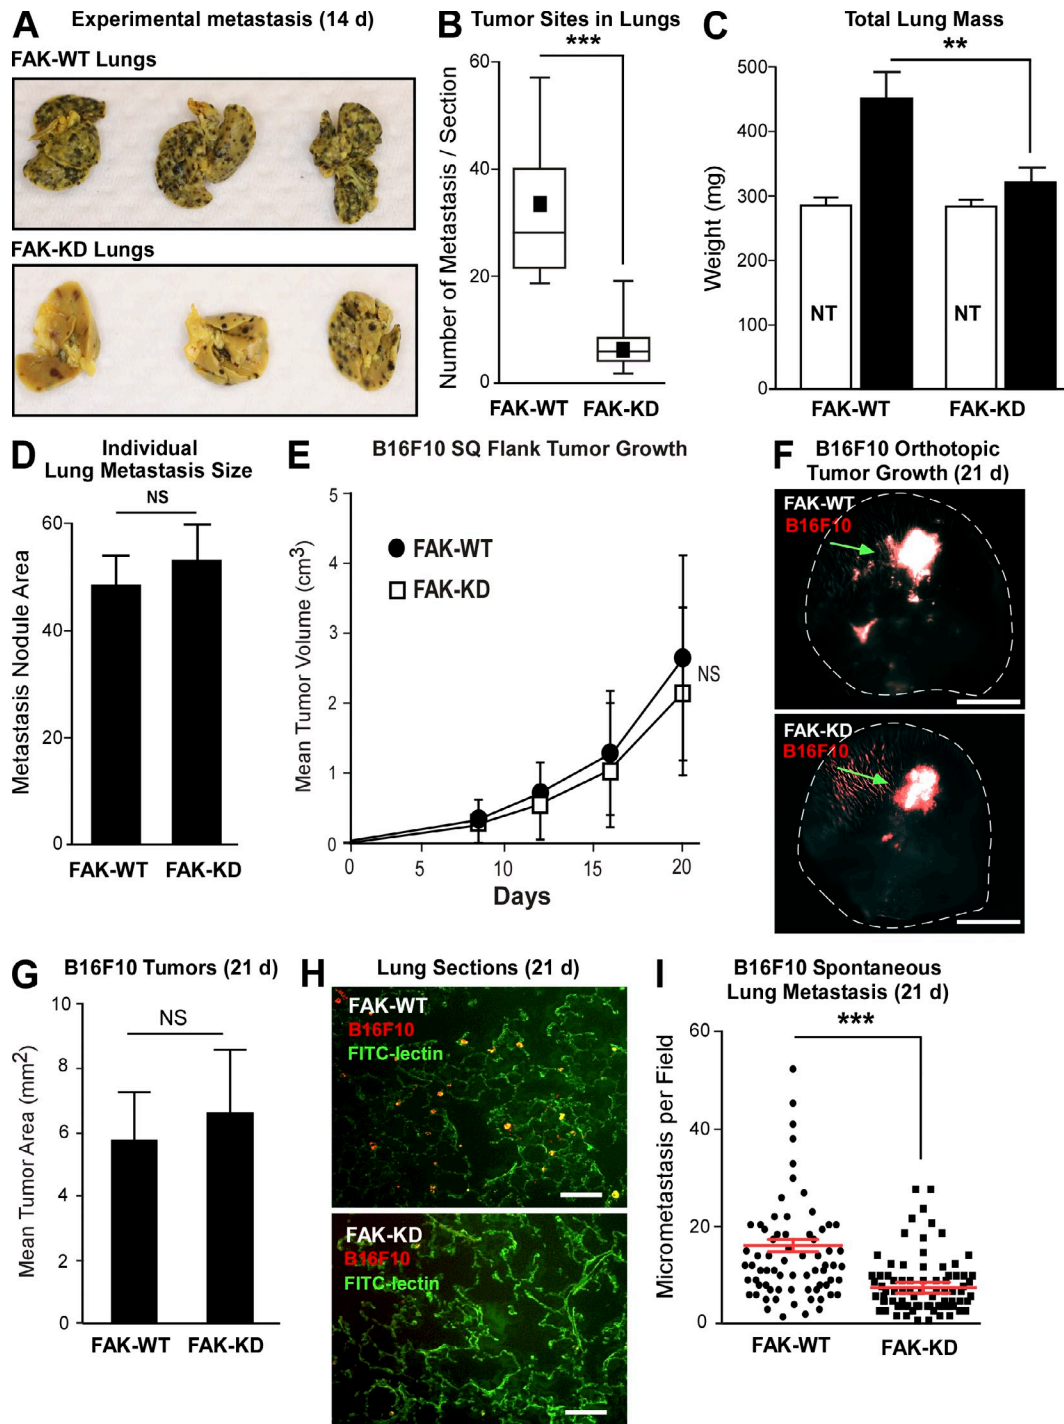 A
Experimental metastasis (14 d)
FAK-WT Lungs
FAK-KD Lungs
B
Tumor Sites in Lungs
***
Number of Metastasis / Section
60
40
20
0
FAK-WT
FAK-KD
C
Total Lung Mass
**
Weight (mg)
500
400
300
200
100
0
NT
NT
FAK-WT
FAK-KD
D
Individual
Lung Metastasis Size
NS
Metastasis Nodule Area
60
40
20
0
FAK-WT
FAK-KD
E
B16F10 SQ Flank Tumor Growth
Mean Tumor Volume (cm3)
5
4
3
2
1
0
FAK-WT
FAK-KD
NS
0
5
10
15
20
Days
F
B16F10 Orthotopic
Tumor Growth (21 d)
FAK-WT
B16F10
FAK-KD
B16F10
G
B16F10 Tumors (21 d)
NS
Mean Tumor Area (mm2)
10
8
6
4
2
0
FAK-WT
FAK-KD
H
Lung Sections (21 d)
FAK-WT
B16F10
FITC-lectin
FAK-KD
B16F10
FITC-lectin
I
B16F10 Spontaneous
Lung Metastasis (21 d)
***
Micrometastasis per Field
60
40
20
0
FAK-WT
FAK-KD